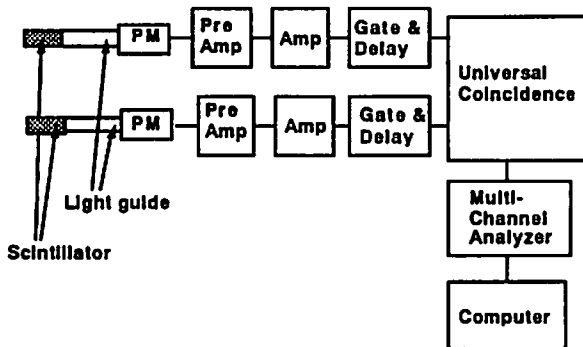 PM
Pre
Amp
Amp
Gate &
Delay
Universal
Coincidence
PM
Pre
Amp
Amp
Gate &
Delay
Light guide
Scintillator
Multi-
Channel
Analyzer
Computer